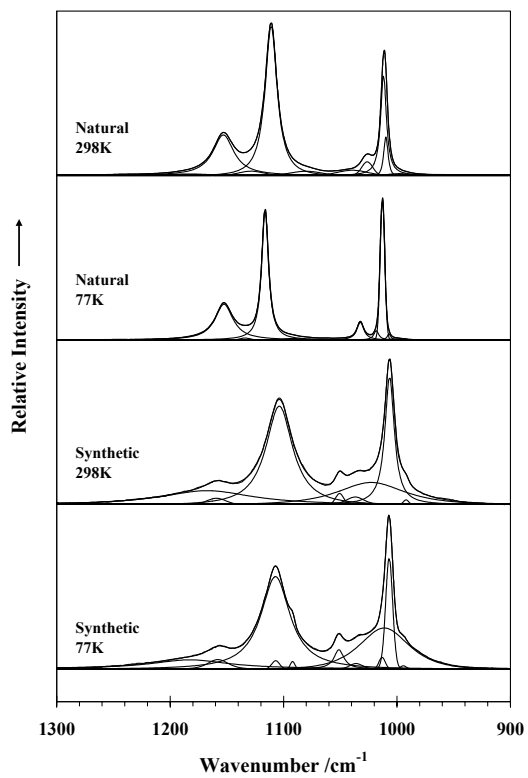 Natural
298K
Natural
77K
Synthetic
298K
Synthetic
77K
Relative Intensity
1300 1200 1100 1000 900
Wavenumber /cm-1